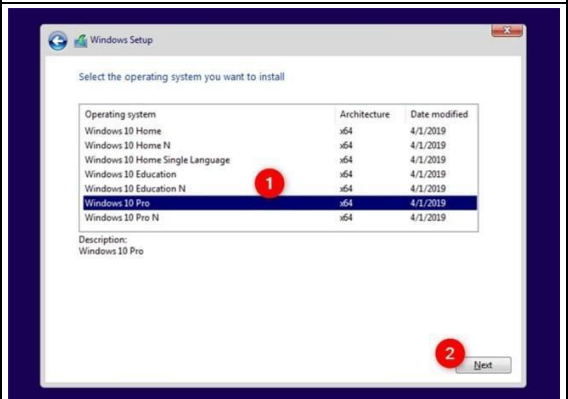 Windows Setup
Select the operating system you want to install
Operating system Architecture Date modified
Windows 10 Home x64 4/1/2019
Windows 10 Home N x64 4/1/2019
Windows 10 Home Single Language x64 4/1/2019
Windows 10 Education x64 4/1/2019
Windows 10 Education N x64 4/1/2019
1
Windows 10 Pro x64 4/1/2019
Windows 10 Pro N x64 4/1/2019
Description:
Windows 10 Pro
2
Next